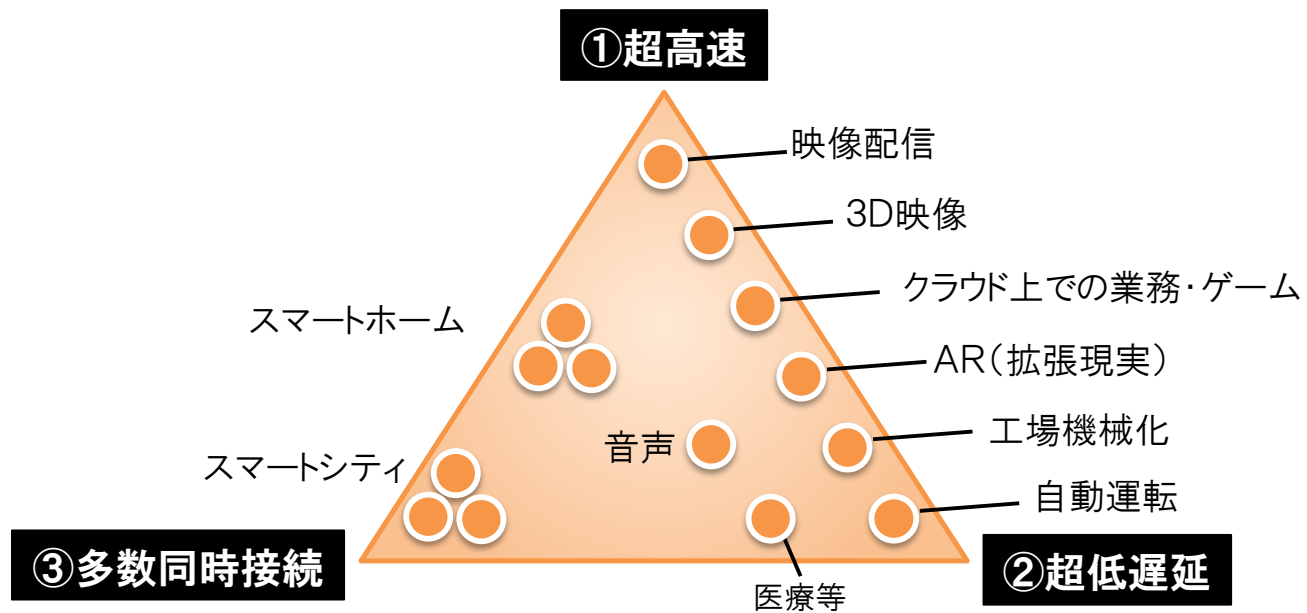 ①超高速
映像配信
3D映像
クラウド上での業務・ゲーム
スマートホーム
AR(拡張現実)
音声
工場機械化
スマートシティ
自動運転
③多数同時接続
②超低遅延
医療等